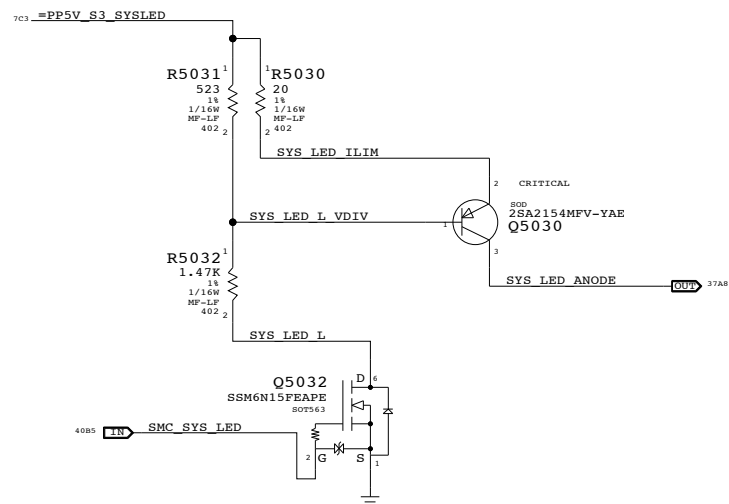 7C3 =PP5V_S3_SYSLED
R5031 1
523
1%
1/16W
MF-LF
402
2
1 R5030
20
1%
1/16W
MF-LF
402
2
SYS_LED_ILIM
2 CRITICAL
SOD
2SA2154MFV-YAE
Q5030
SYS_LED_L_VDIV
1
3
R5032 1
1.47K
1%
1/16W
MF-LF
402
2
SYS_LED_ANODE
OUT 37A8
SYS_LED_L
Q5032
SSM6N15FEAPE
SOT563
D 6
40B5 IN SMC_SYS_LED
2 G S 1